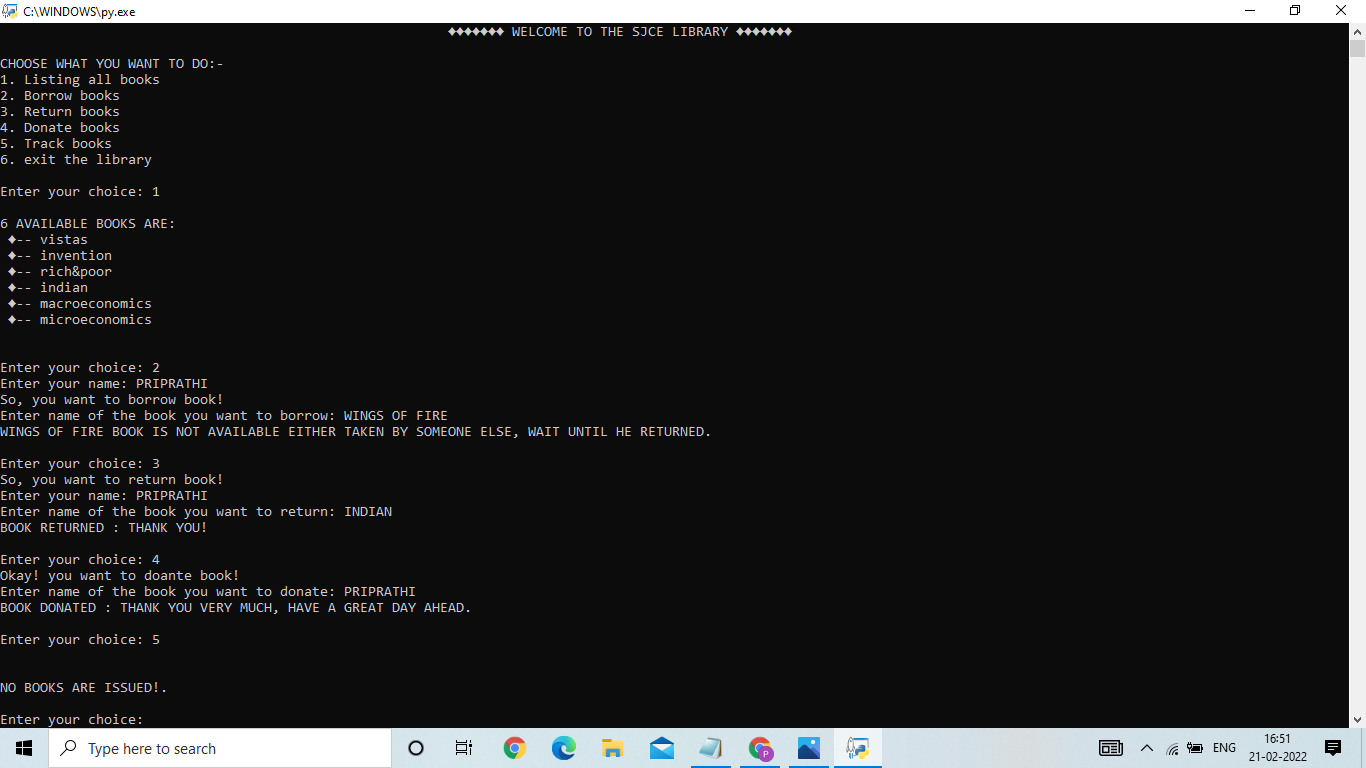 C:\WINDOWS\py.exe
♦♦♦♦♦♦♦ WELCOME TO THE SJCE LIBRARY ♦♦♦♦♦♦♦
CHOOSE WHAT YOU WANT TO DO:-
1. Listing all books
2. Borrow books
3. Return books
4. Donate books
5. Track books
6. exit the library
Enter your choice: 1
6 AVAILABLE BOOKS ARE:
♦-- vistas
♦-- invention
♦-- rich&poor
♦-- indian
♦-- macroeconomics
♦-- microeconomics
Enter your choice: 2
Enter your name: PRIPRATHI
So, you want to borrow book!
Enter name of the book you want to borrow: WINGS OF FIRE
WINGS OF FIRE BOOK IS NOT AVAILABLE EITHER TAKEN BY SOMEONE ELSE, WAIT UNTIL HE RETURNED.
Enter your choice: 3
So, you want to return book!
Enter your name: PRIPRATHI
Enter name of the book you want to return: INDIAN
BOOK RETURNED : THANK YOU!
Enter your choice: 4
Okay! you want to doante book!
Enter name of the book you want to donate: PRIPRATHI
BOOK DONATED : THANK YOU VERY MUCH, HAVE A GREAT DAY AHEAD.
Enter your choice: 5
NO BOOKS ARE ISSUED!.
Enter your choice:
Type here to search
P
ENG
16:51
21-02-2022